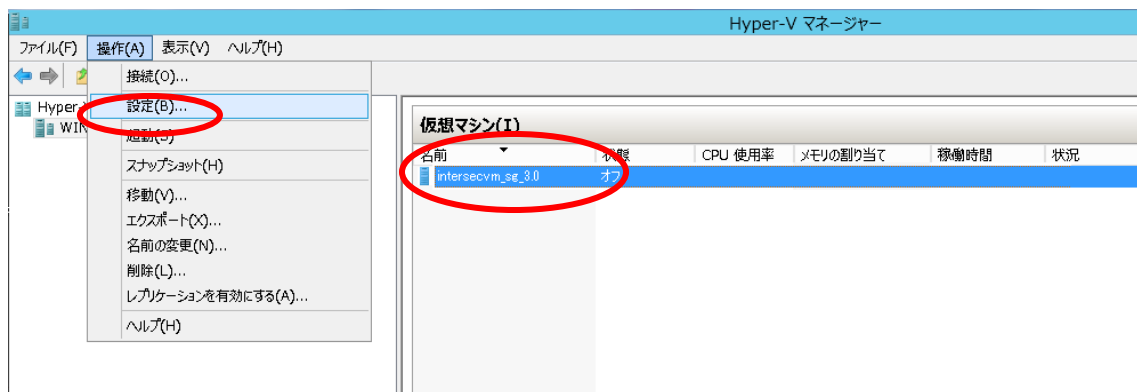 Hyper-V マネージャー
ファイル(F) 操作(A) 表示(V) ヘルプ(H)
接続(O)...
設定(B)...
起動(S)
スナップショット(H)
移動(V)...
エクスポート(X)...
名前の変更(N)...
削除(L)...
レプリケーションを有効にする(A)...
ヘルプ(H)
Hyper-
WIN
仮想マシン(I)
名前 状態 CPU 使用率 メモリの割り当て 稼働時間 状況
intersecvm_sg_3.0 オフ